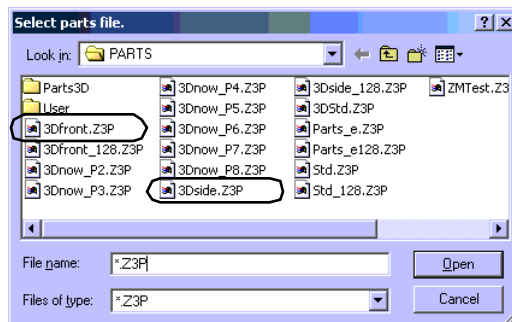 Select parts file.
Look in: PARTS
Parts3D 3Dnow_P4.Z3P 3Dside_128.Z3P ZMTest.Z3
User 3Dnow_P5.Z3P 3DStd.Z3P
3Dfront.Z3P 3Dnow_P6.Z3P Parts_e.Z3P
3Dfront_128.Z3P 3Dnow_P7.Z3P Parts_e128.Z3P
3Dnow_P2.Z3P 3Dnow_P8.Z3P Std.Z3P
3Dnow_P3.Z3P 3Dside.Z3P Std_128.Z3P
File name: *.Z3P Open
Files of type: *.Z3P Cancel